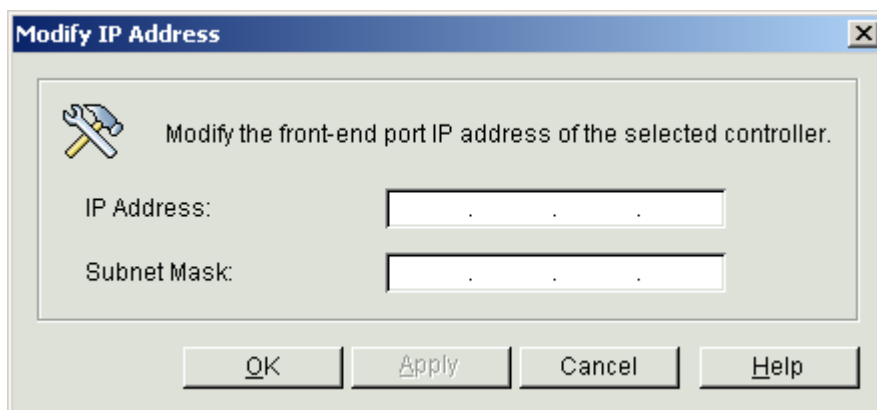 Modify IP Address
Modify the front-end port IP address of the selected controller.
IP Address: . . .
Subnet Mask: . . .
OK Apply Cancel Help